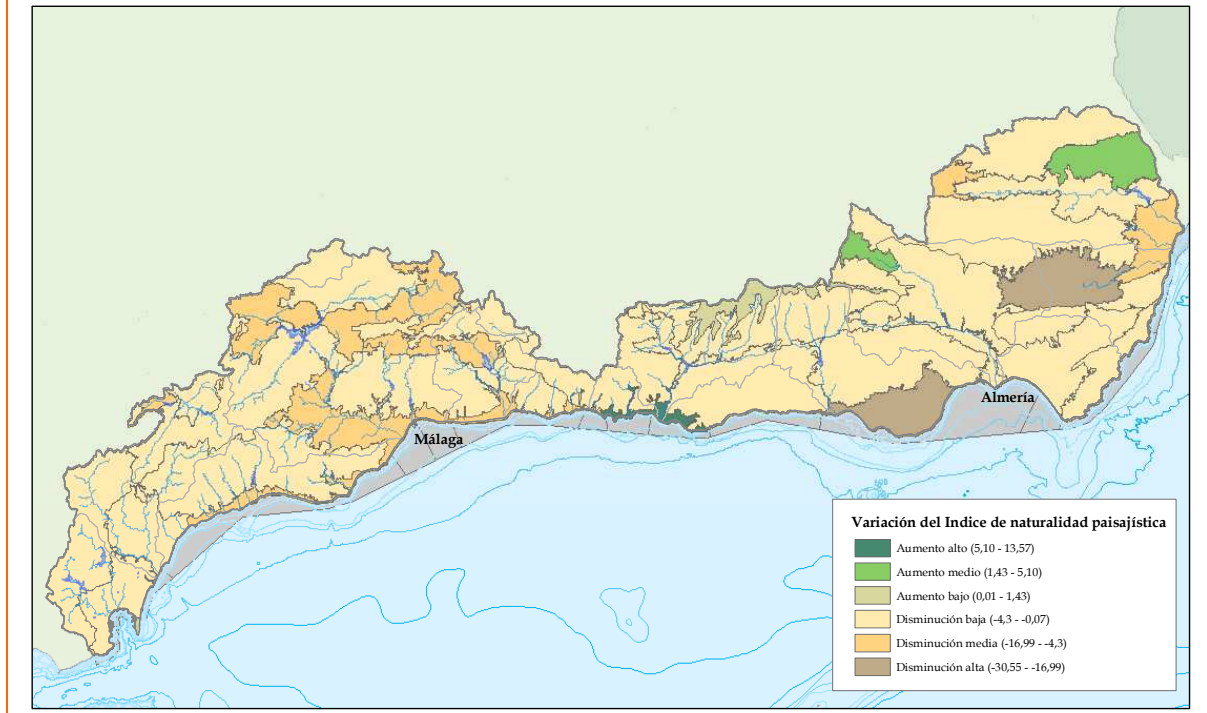 Almería
Málaga
Variación del Indice de naturalidad paisajística
Aumento alto (5,10 - 13,57)
Aumento medio (1,43 - 5,10)
Aumento bajo (0,01 - 1,43)
Disminución baja (-4,3 - -0,07)
Disminución media (-16,99 - -4,3)
Disminución alta (-30,55 - -16,99)